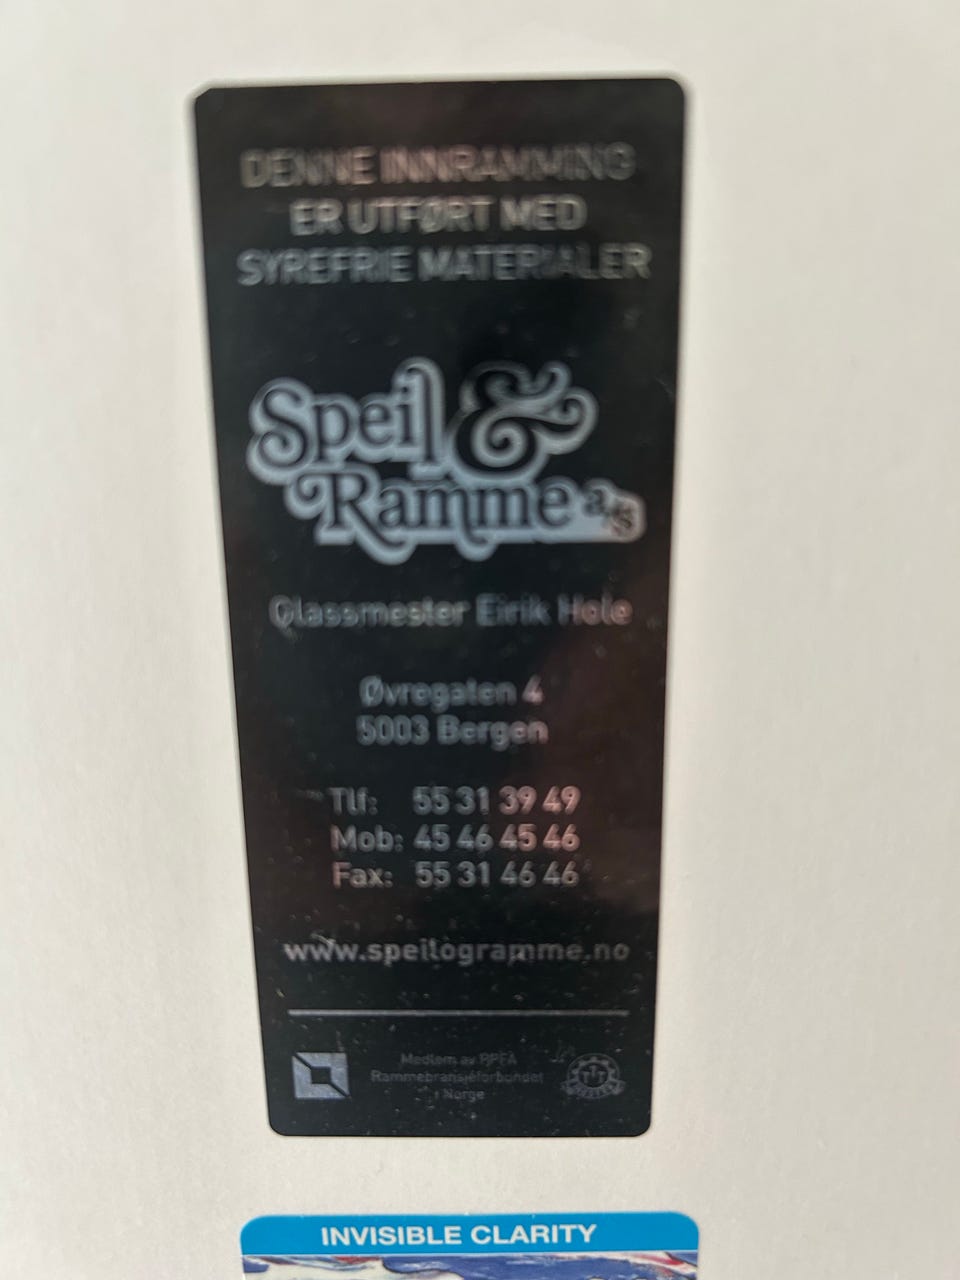 DENNE INNRAMMING
ER UTFØRT MED
SYREFRIE MATERIALER
Speil &
Ramme a/s
Glassmester Eirik Hole
Øvregaten 4
5003 Bergen
Tlf: 55 31 39 49
Mob: 45 46 45 46
Fax: 55 31 46 46
www.speilogramme.no
Medlem av PPFA
Rammebransjeforbundet
i Norge
INVISIBLE CLARITY